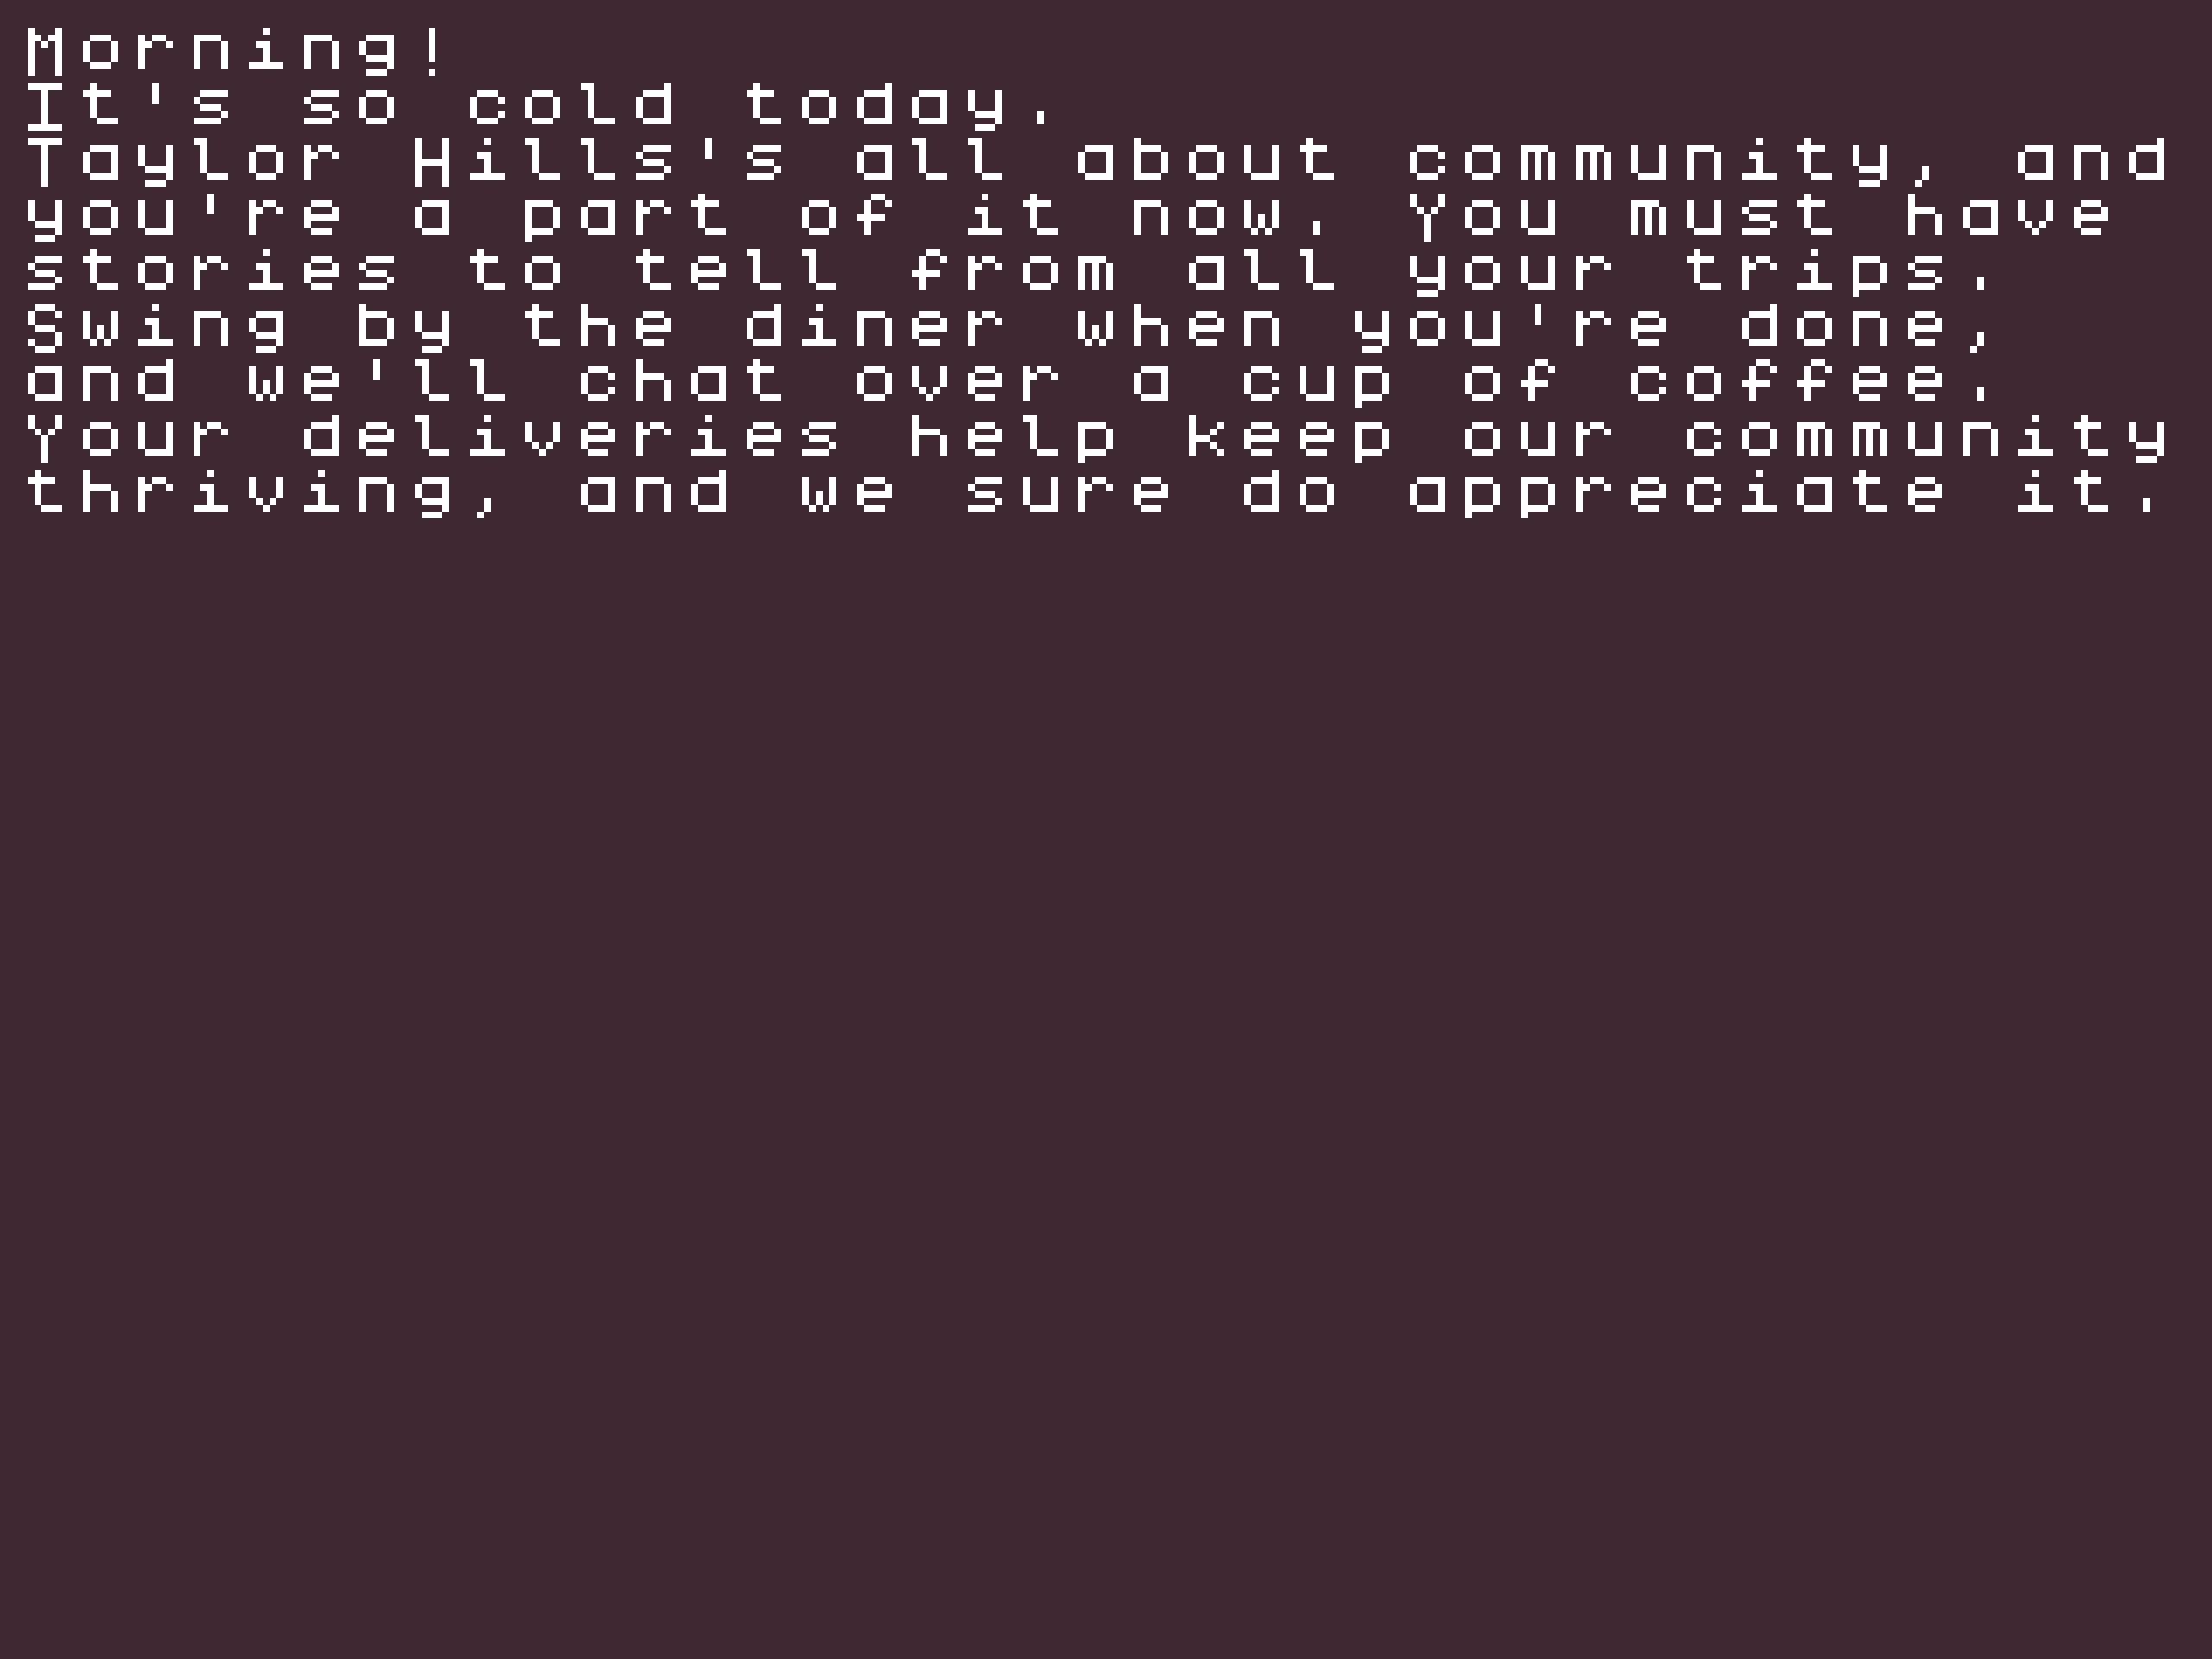 Morning!
It's so cold today.
Taylor Hills's all about community, and
you're a part of it now. You must have
stories to tell from all your trips.
Swing by the diner when you're done,
and we'll chat over a cup of coffee.
Your deliveries help keep our community
thriving, and we sure do appreciate it.